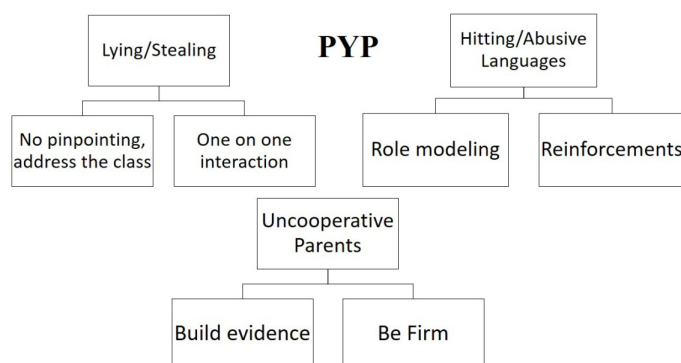 Lying/Stealing
PYP
Hitting/Abusive
Languages
No pinpointing,
address the class
One on one
interaction
Role modeling
Reinforcements
Uncooperative
Parents
Build evidence
Be Firm